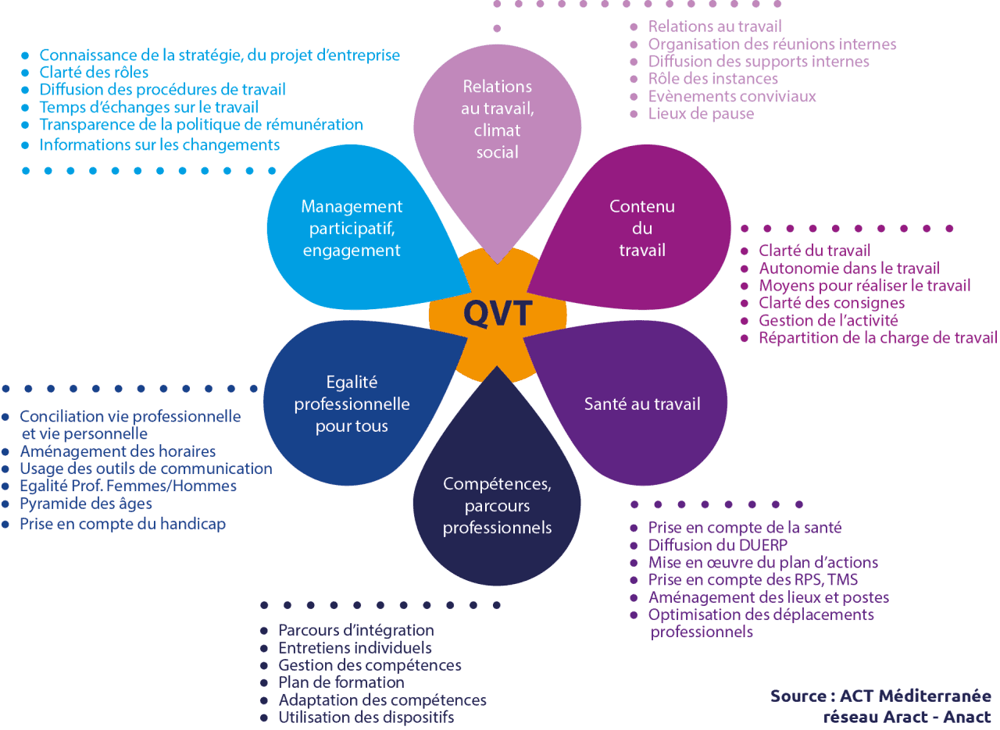 Relations au travail
Organisation des réunions internes
Diffusion des supports internes
Rôle des instances
Evènements conviviaux
Lieux de pause
Connaissance de la stratégie, du projet d'entreprise
Clarté des rôles
Diffusion des procédures de travail
Temps d'échanges sur le travail
Transparence de la politique de rémunération
Informations sur les changements
Relations
au travail,
climat
social
Management
participatif,
engagement
Contenu
du
travail
Clarté du travail
Autonomie dans le travail
Moyens pour réaliser le travail
Clarté des consignes
Gestion de l'activité
Répartition de la charge de travail
QVT
Egalité
professionnelle
pour tous
Santé au travail
Conciliation vie professionnelle
et vie personnelle
Aménagement des horaires
Usage des outils de communication
Egalité Prof. Femmes/Hommes
Pyramide des âges
Prise en compte du handicap
Compétences,
parcours
professionnels
Prise en compte de la santé
Diffusion du DUERP
Mise en œuvre du plan d'actions
Prise en compte des RPS, TMS
Aménagement des lieux et postes
Optimisation des déplacements
professionnels
Parcours d'intégration
Entretiens individuels
Gestion des compétences
Plan de formation
Adaptation des compétences
Utilisation des dispositifs
Source : ACT Méditerranée
réseau Aract - Anact